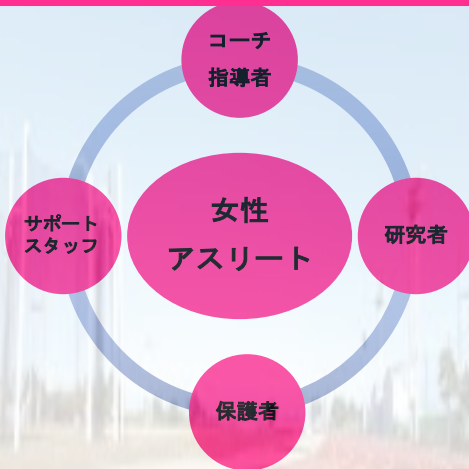 コーチ
指導者
女性
アスリート
サポート
スタッフ
研究者
保護者